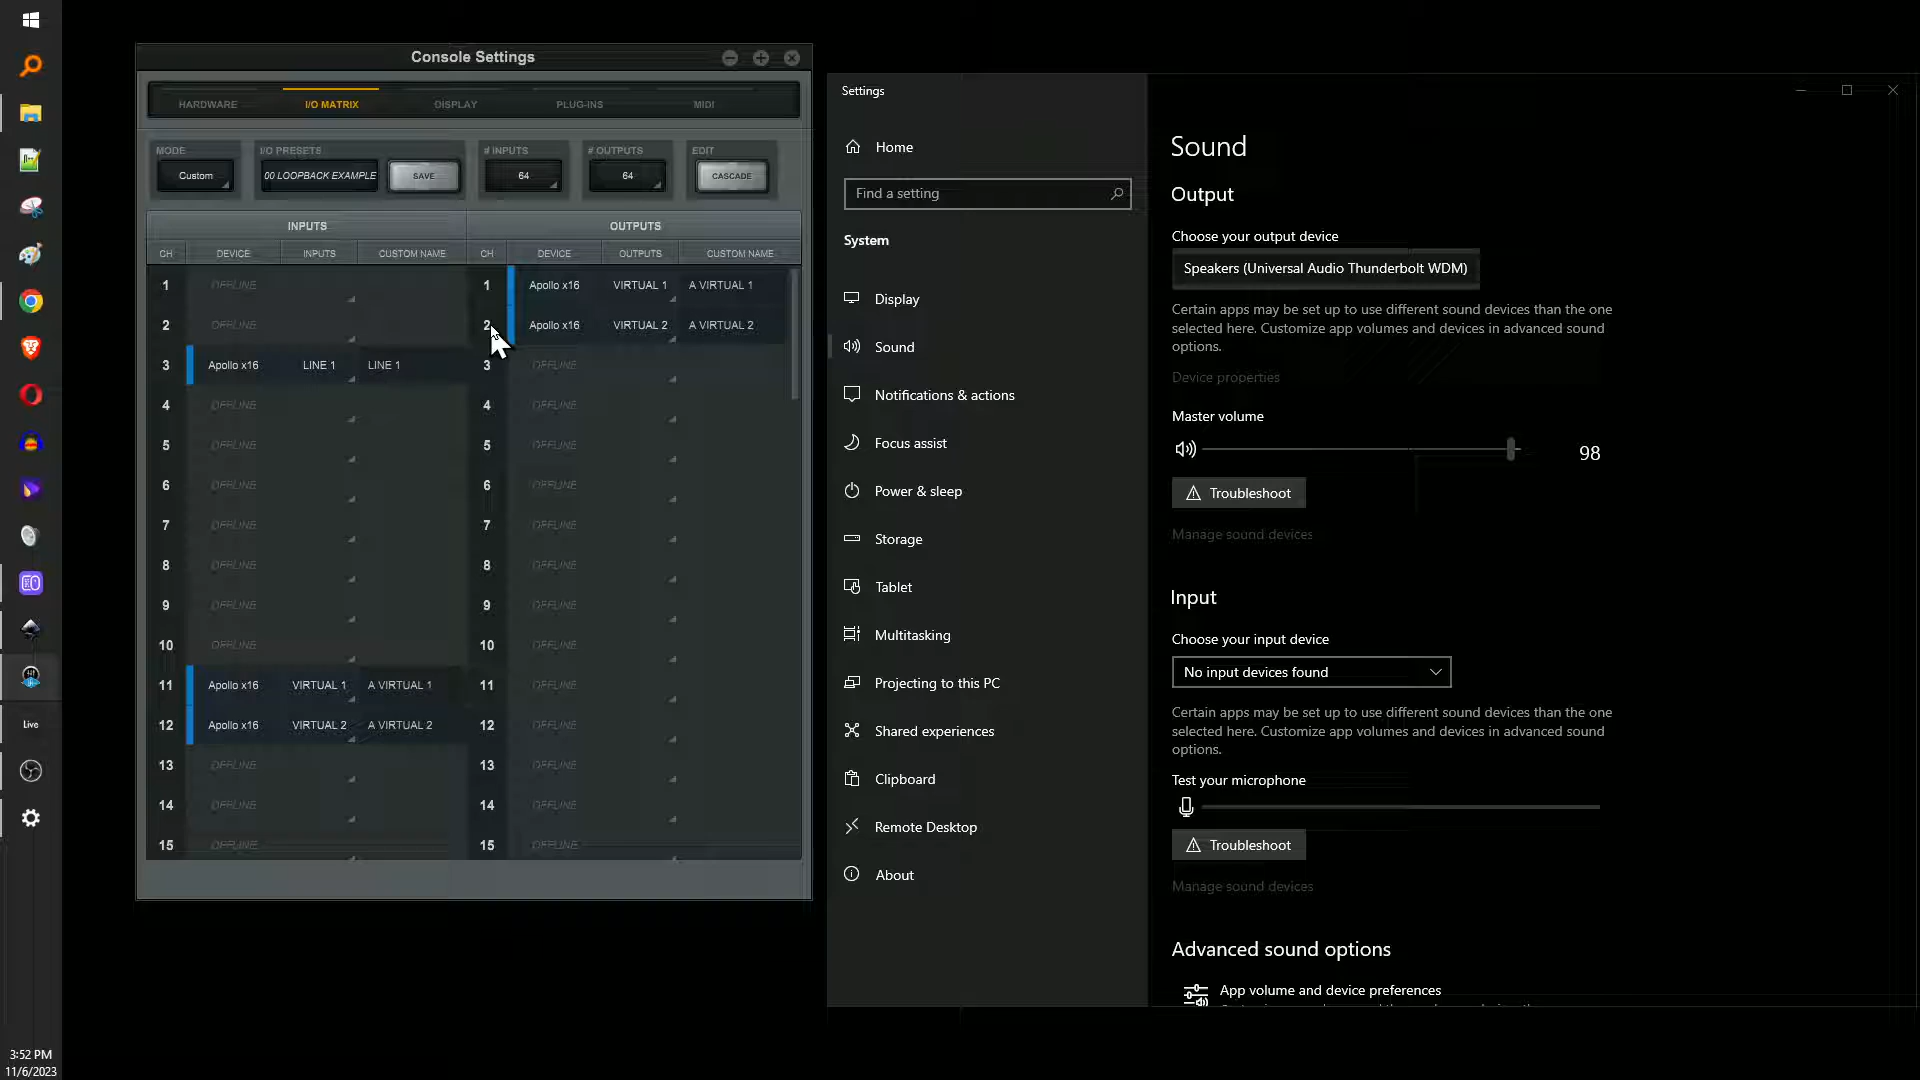 Console Settings
HARDWARE
I/O MATRIX
DISPLAY
PLUG-INS
MIDI
MODE
I/O PRESETS
# INPUTS
# OUTPUTS
EDIT
Custom
00 LOOPBACK EXAMPLE
SAVE
64
64
CASCADE
INPUTS
OUTPUTS
CH DEVICE INPUTS CUSTOM NAME CH DEVICE OUTPUTS CUSTOM NAME
1 OFFLINE 1 Apollo x16 VIRTUAL 1 A VIRTUAL 1
2 OFFLINE 2 Apollo x16 VIRTUAL 2 A VIRTUAL 2
3 Apollo x16 LINE 1 LINE 1 3 OFFLINE
4 OFFLINE 4 OFFLINE
5 OFFLINE 5 OFFLINE
6 OFFLINE 6 OFFLINE
7 OFFLINE 7 OFFLINE
8 OFFLINE 8 OFFLINE
9 OFFLINE 9 OFFLINE
10 OFFLINE 10 OFFLINE
11 Apollo x16 VIRTUAL 1 A VIRTUAL 1 11 OFFLINE
12 Apollo x16 VIRTUAL 2 A VIRTUAL 2 12 OFFLINE
13 OFFLINE 13 OFFLINE
14 OFFLINE 14 OFFLINE
15 OFFLINE 15 OFFLINE
Settings
Home
Find a setting
System
Display
Sound
Notifications & actions
Focus assist
Power & sleep
Storage
Tablet
Multitasking
Projecting to this PC
Shared experiences
Clipboard
Remote Desktop
About
Sound
Output
Choose your output device
Speakers (Universal Audio Thunderbolt WDM)
Certain apps may be set up to use different sound devices than the one
selected here. Customize app volumes and devices in advanced sound
options.
Device properties
Master volume
98
Troubleshoot
Manage sound devices
Input
Choose your input device
No input devices found
Certain apps may be set up to use different sound devices than the one
selected here. Customize app volumes and devices in advanced sound
options.
Test your microphone
Troubleshoot
Manage sound devices
Advanced sound options
App volume and device preferences
Live
3:52 PM
11/6/2023